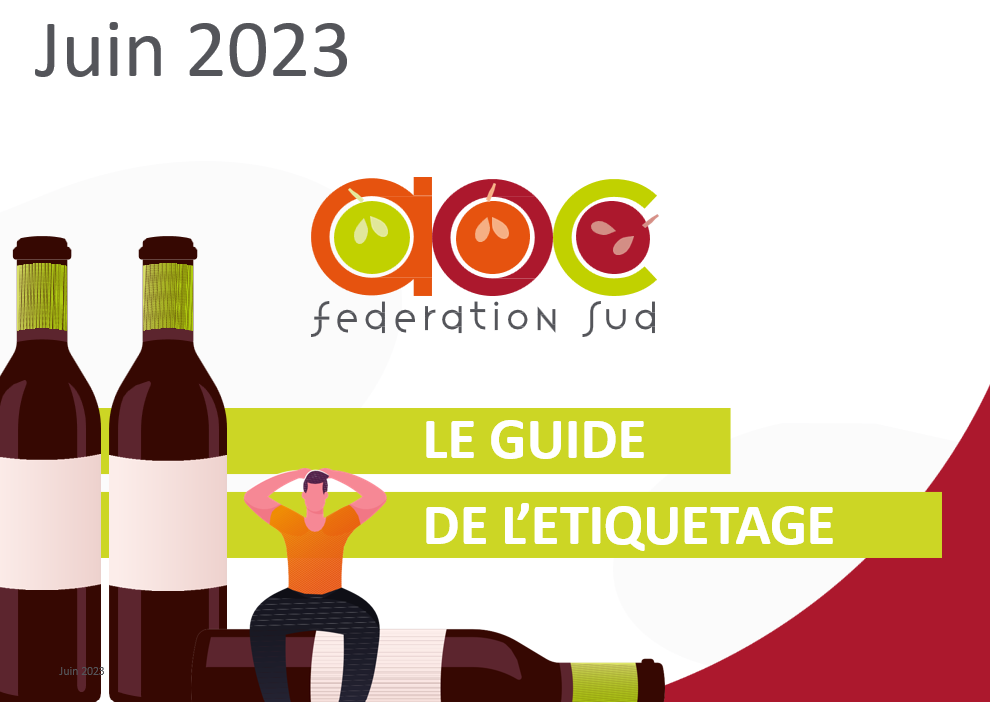 Juin 2023
aoc
federation sud
LE GUIDE
DE L’ETIQUETAGE
Juin 2023